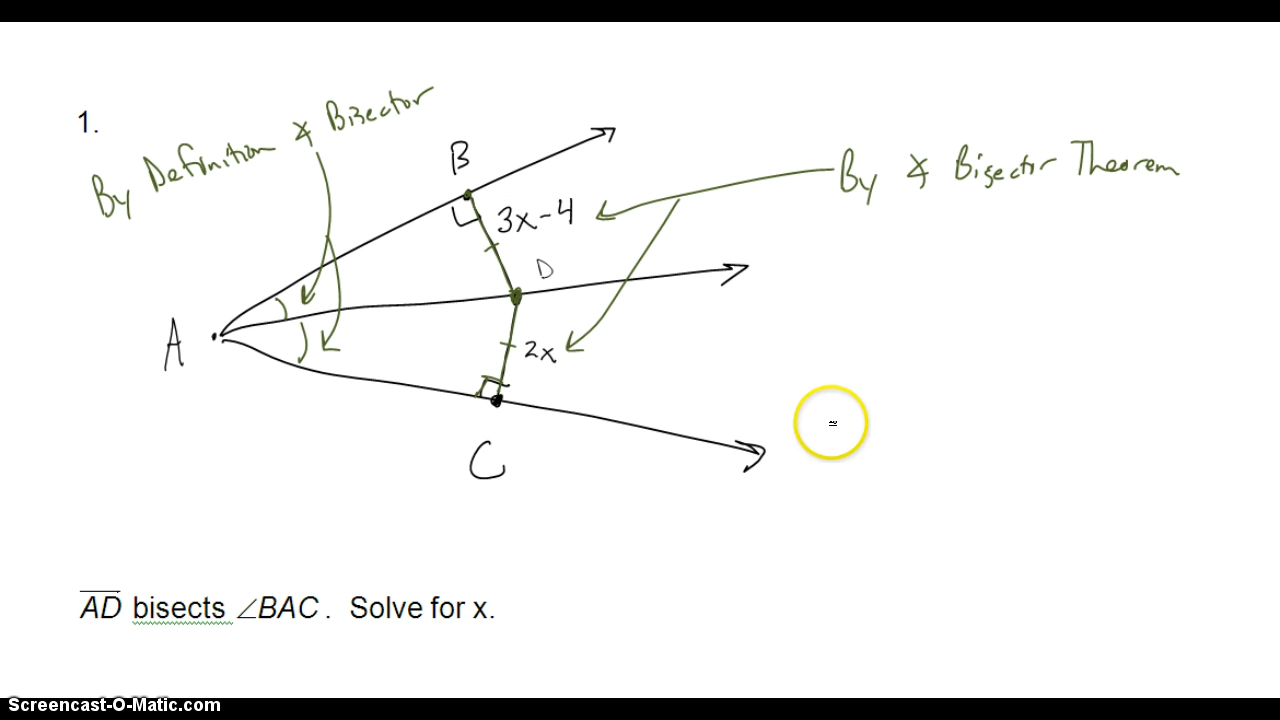 1.
By Definition ∡ Bisector
B
By ∡ Bisector Theorem
3x-4
D
A
2x
C
AD bisects ∠BAC. Solve for x.
Screencast-O-Matic.com